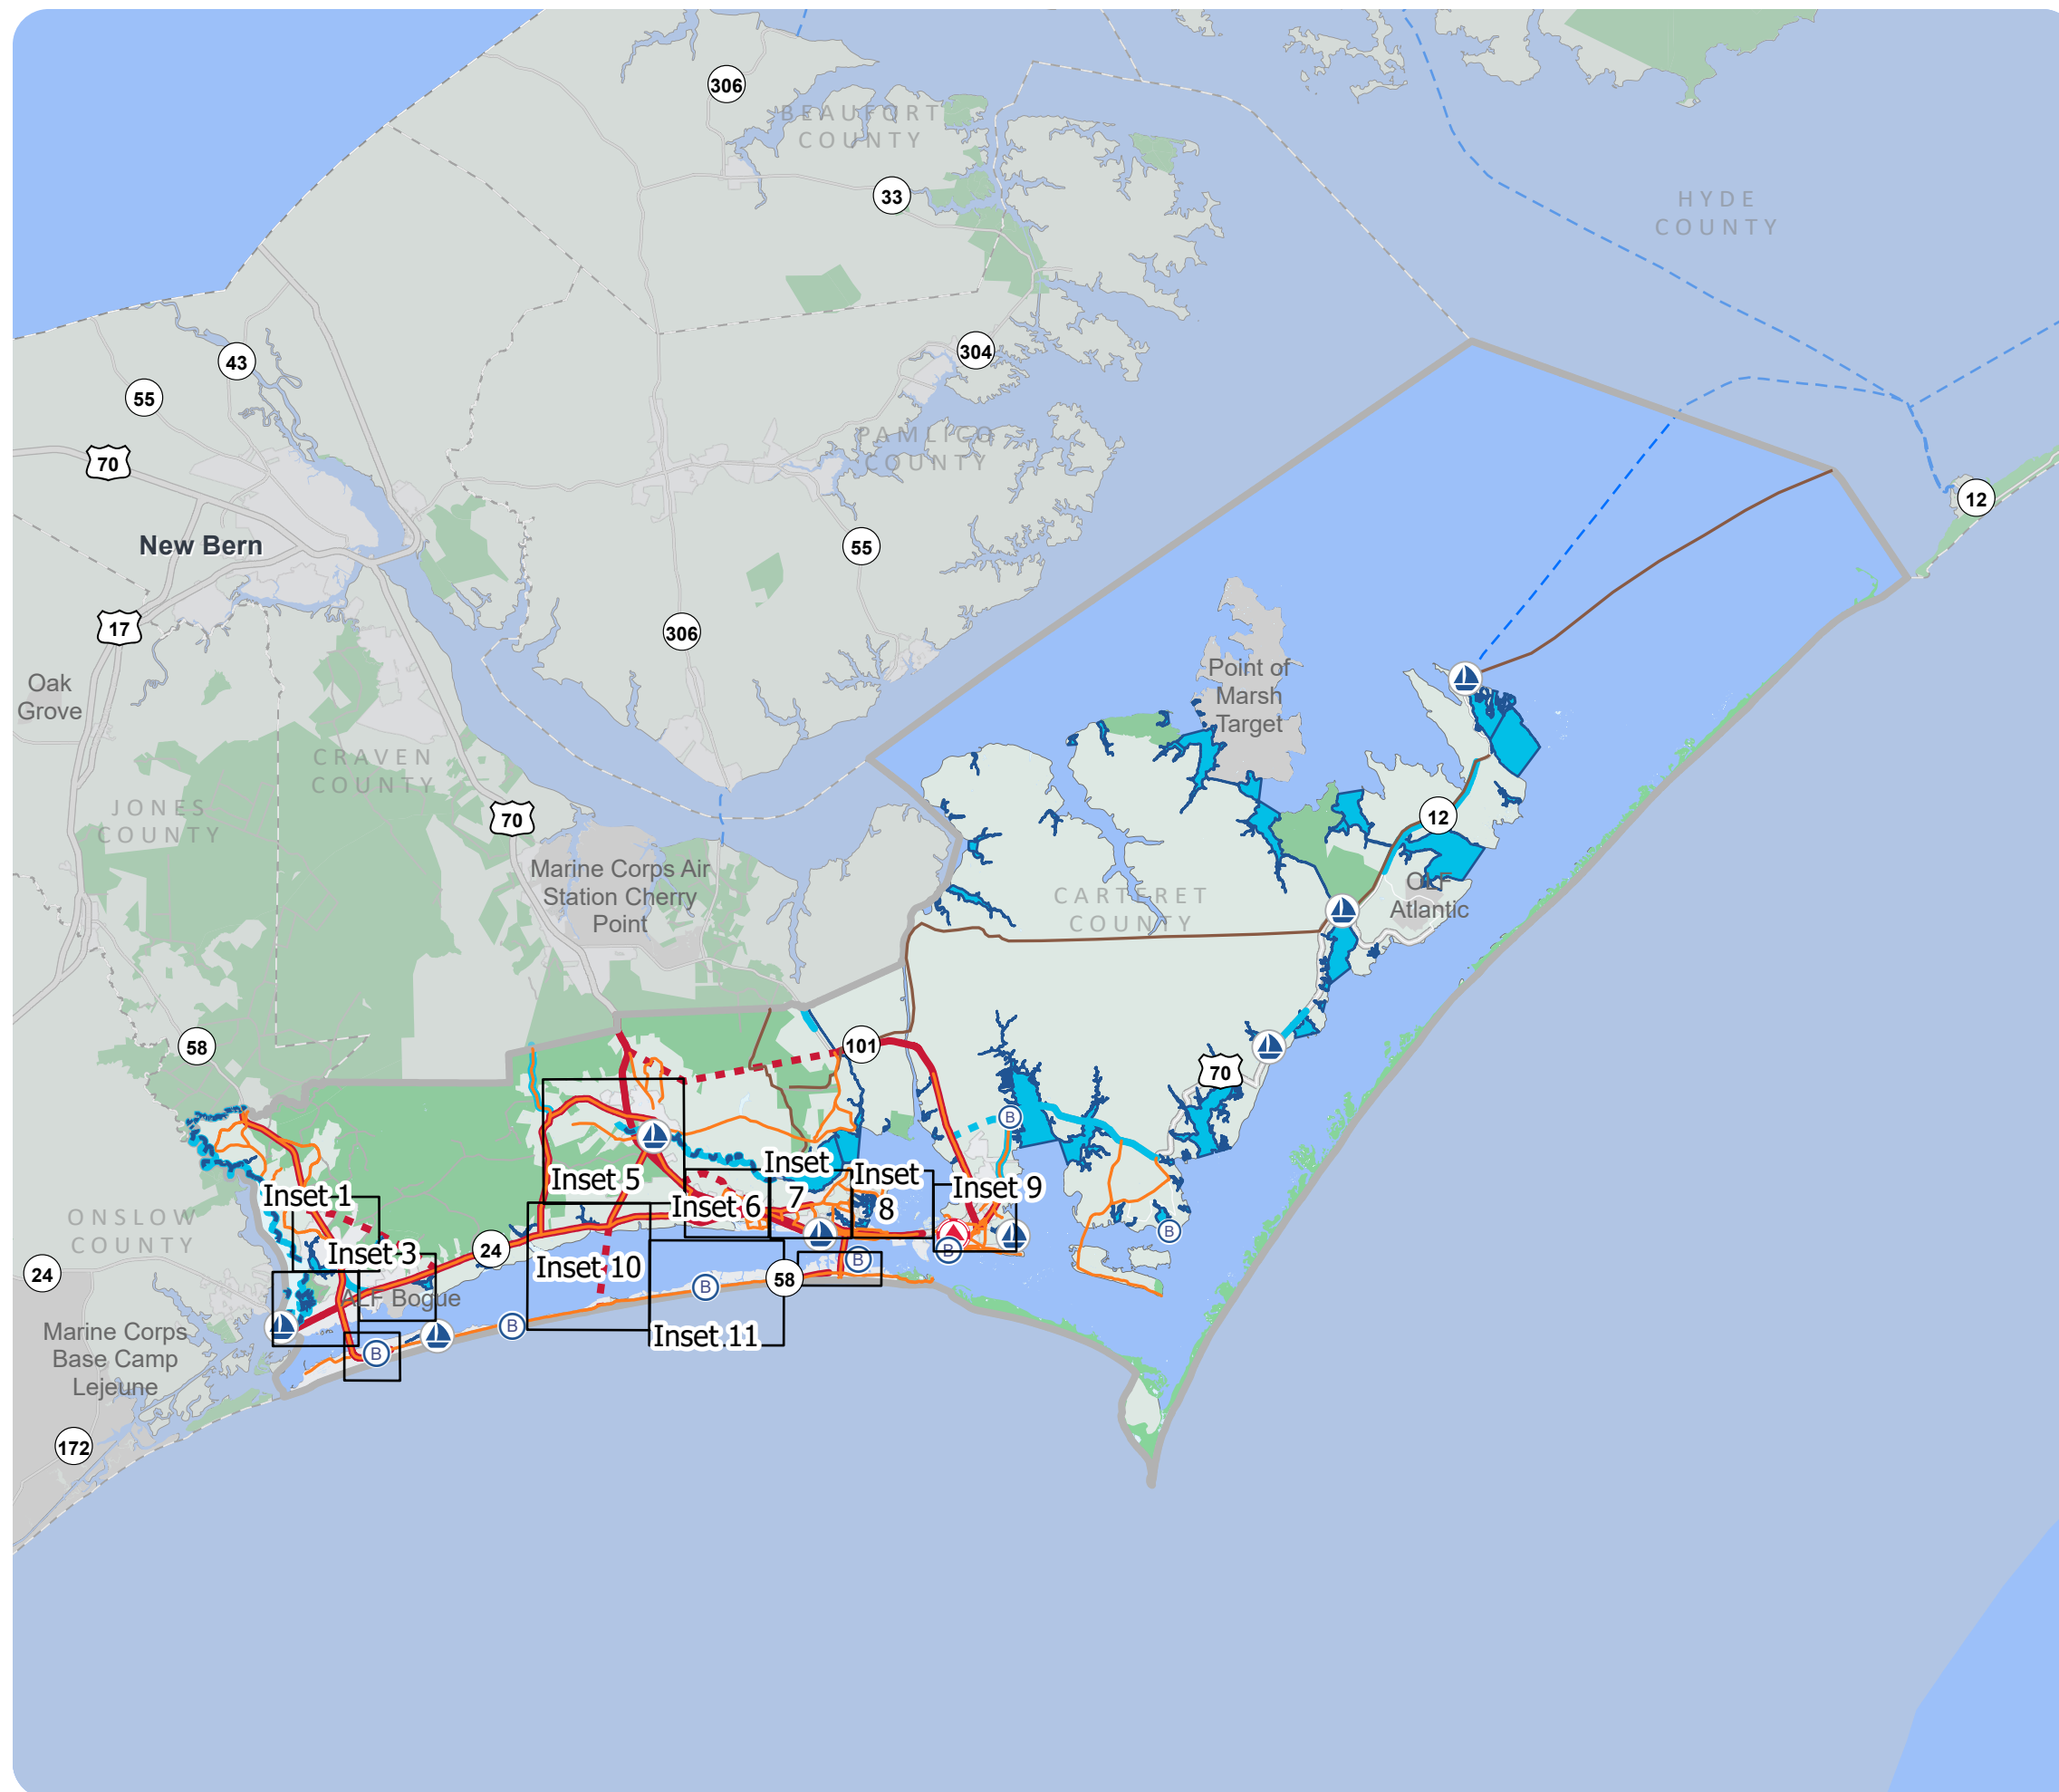 306
BEAUFORT
COUNTY
33
HYDE
COUNTY
304
43
55
PAMLICO
COUNTY
70
12
New Bern
55
17
306
Oak
Grove
Point of
Marsh
Target
CRAVEN
COUNTY
JONES
COUNTY
70
12
Marine Corps Air
Station Cherry
Point
CARTERET
COUNTY
OLF
Atlantic
58
101
70
B
Inset 5
Inset
7
Inset
8
Inset 9
Inset 1
Inset 6
ONSLOW
COUNTY
B
24
Inset 3
B
B
24
Inset 10
58
B
ALF Bogue
B
Inset 11
Marine Corps
Base Camp
Lejeune
B
172